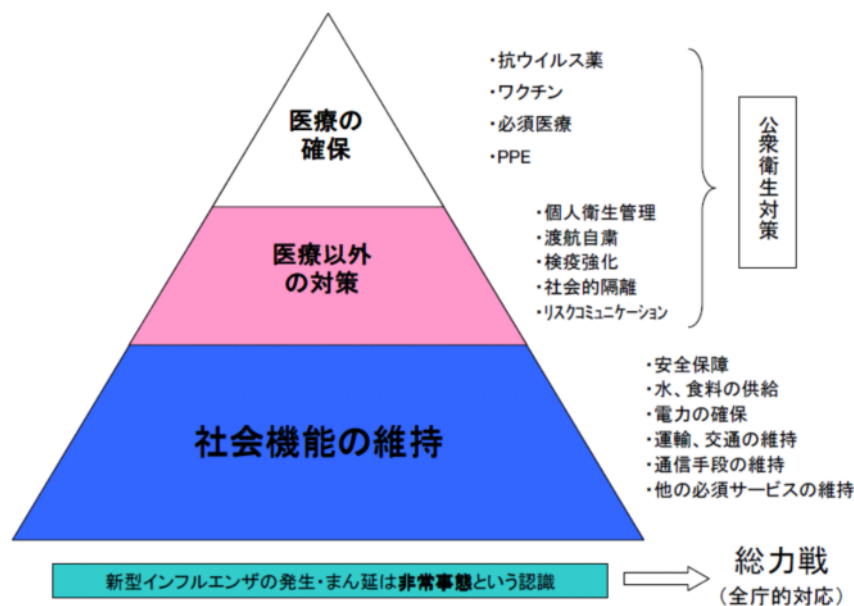 医療の
確保
・抗ウイルス薬
・ワクチン
・必須医療
・PPE
公衆衛生対策
医療以外
の対策
・個人衛生管理
・渡航自粛
・検疫強化
・社会的隔離
・リスクコミュニケーション
社会機能の維持
・安全保障
・水、食料の供給
・電力の確保
・運輸、交通の維持
・通信手段の維持
・他の必須サービスの維持
新型インフルエンザの発生・まん延は非常事態という認識
総力戦
（全庁的対応）